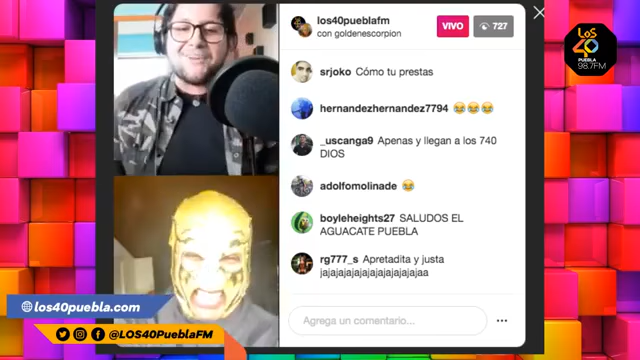 los40pueblafm
con goldenescorpion
VIVO
727
srjoko Cómo tu prestas
hernandezhernandez7794 😂😂😂
_uscanga9 Apenas y llegan a los 740
DIOS
adolfomolinade 😂
boyleheights27 SALUDOS EL
AGUACATE PUEBLA
rg777_s Apretadita y justa
jajajajajajajajajajajajaa
Agrega un comentario...
LOS
40
PUEBLA
98.7FM
los40puebla.com
@LOS40PueblaFM